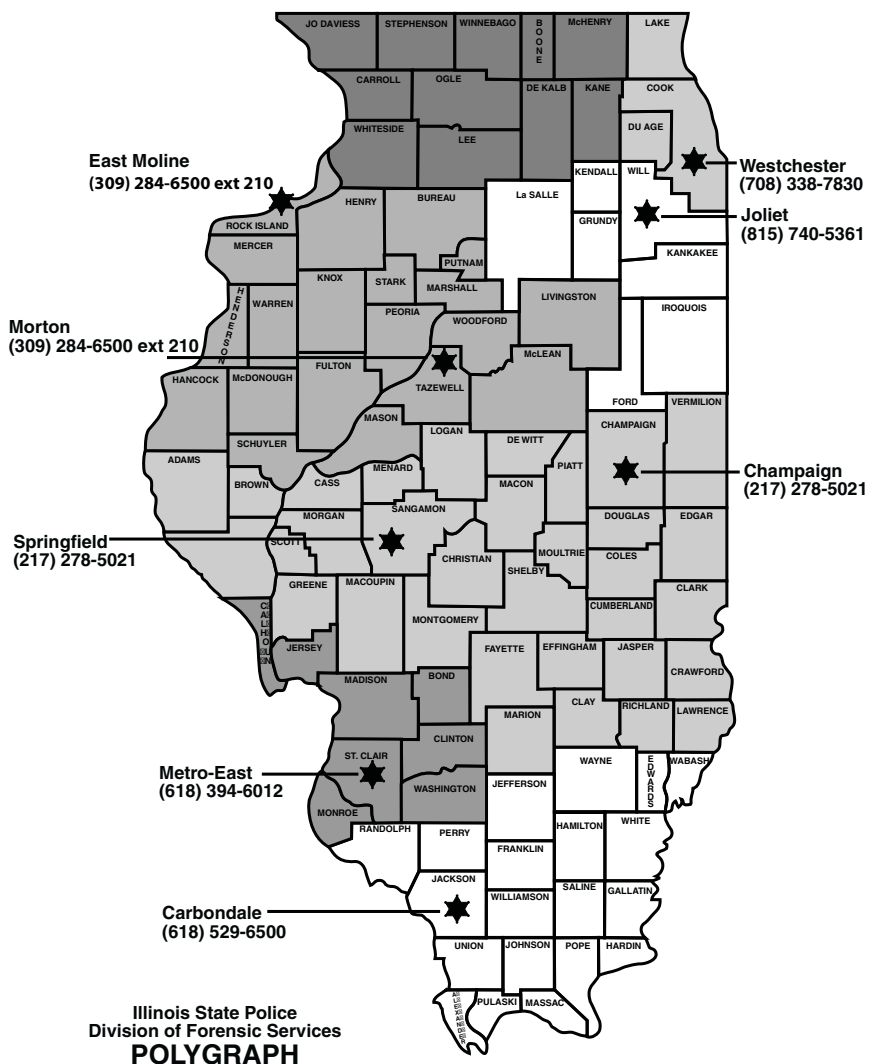 JO DAVIESS
STEPHENSON
WINNEBAGO
BOONE
McHENRY
LAKE
CARROLL
OGLE
DE KALB
KANE
COOK
DU AGE
WHITESIDE
LEE
East Moline
(309) 284-6500 ext 210
KENDALL
WILL
Westchester
(708) 338-7830
HENRY
BUREAU
La SALLE
ROCK ISLAND
GRUNDY
Joliet
(815) 740-5361
MERCER
PUTNAM
KANKAKEE
KNOX
STARK
MARSHALL
LIVINGSTON
HENDERSON
WARREN
PEORIA
IROQUOIS
WOODFORD
Morton
(309) 284-6500 ext 210
McLEAN
HANCOCK
McDONOUGH
FULTON
TAZEWELL
FORD
VERMILION
MASON
CHAMPAIGN
LOGAN
SCHUYLER
DE WITT
ADAMS
MENARD
PIATT
Champaign
(217) 278-5021
BROWN
CASS
MACON
SANGAMON
MORGAN
DOUGLAS
EDGAR
Springfield
(217) 278-5021
SCOTT
CHRISTIAN
MOULTRIE
COLES
SHELBY
GREENE
MACOUPIN
CLARK
CUMBERLAND
MONTGOMERY
JERSEY
FAYETTE
EFFINGHAM
JASPER
MADISON
BOND
CRAWFORD
CLAY
RICHLAND
LAWRENCE
MARION
CLINTON
ST. CLAIR
WAYNE
EDWARDS
WABASH
Metro-East
(618) 394-6012
WASHINGTON
JEFFERSON
MONROE
RANDOLPH
PERRY
HAMILTON
WHITE
FRANKLIN
JACKSON
SALINE
GALLATIN
WILLIAMSON
Carbondale
(618) 529-6500
UNION
JOHNSON
POPE
HARDIN
PULASKI
MASSAC
Illinois State Police
Division of Forensic Services
POLYGRAPH